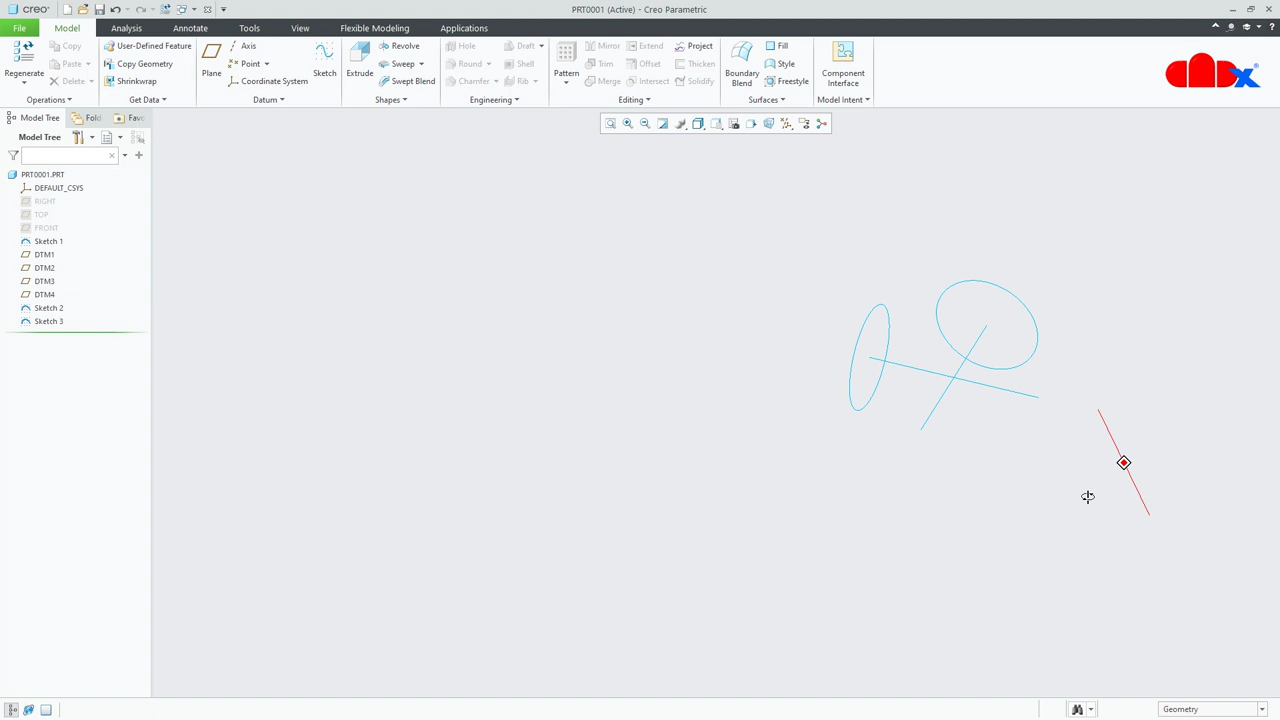 creo
PRT0001 (Active) - Creo Parametric
File Model Analysis Annotate Tools View Flexible Modeling Applications
Regenerate Copy Paste Delete
Operations
User-Defined Feature
Copy Geometry
Shrinkwrap
Get Data
Plane Axis Point Coordinate System Sketch
Datum
Extrude Revolve Sweep Swept Blend
Shapes
Hole Draft
Round Shell
Chamfer Rib
Engineering
Pattern Mirror Extend Project
Trim Offset Thicken
Merge Intersect Solidify
Editing
Boundary Blend Fill Style Freestyle
Surfaces
Component Interface
Model Intent
CADX
Model Tree Fold Favo
Model Tree
PRT0001.PRT
DEFAULT_CSYS
RIGHT
TOP
FRONT
Sketch 1
DTM1
DTM2
DTM3
DTM4
Sketch 2
Sketch 3
Geometry